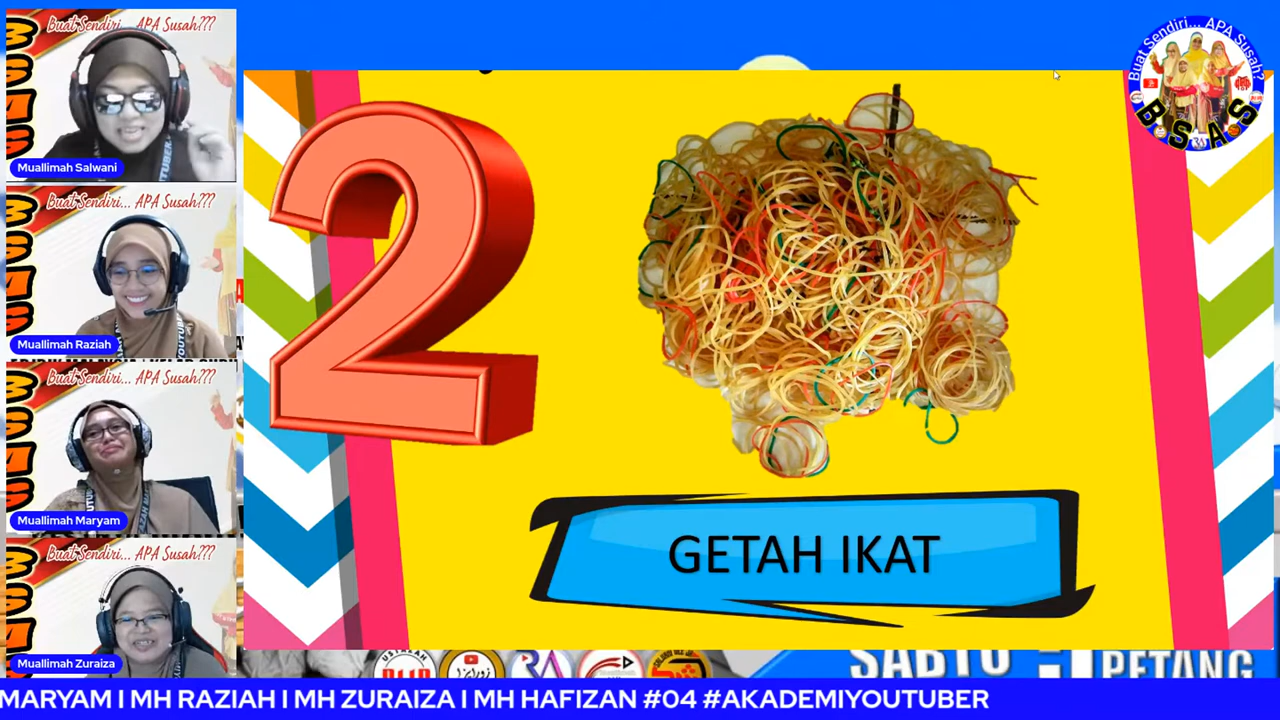 Buat Sendiri... APA Susah???
Muallimah Salwani
Buat Sendiri... APA Susah???
Muallimah Raziah
Buat Sendiri... APA Susah???
Muallimah Maryam
Buat Sendiri... APA Susah???
Muallimah Zuraiza
2
GETAH IKAT
Buat Sendiri... APA Susah?
BSAS
SABTU
PETANG
MARYAM I MH RAZIAH I MH ZURAIZA I MH HAFIZAN #04 #AKADEMIYOUTUBER